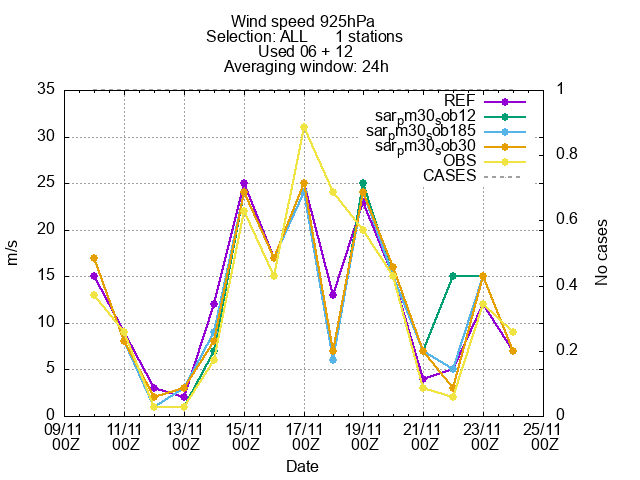 Wind speed 925hPa
Selection: ALL 1 stations
Used 06 + 12
Averaging window: 24h
35
30
25
20
15
10
5
0
m/s
1
0.8
0.6
0.4
0.2
0
No cases
REF
sarpm30sob12
sarpm30sob185
sarpm30sob30
OBS
CASES
09/11 11/11 13/11 15/11 17/11 19/11 21/11 23/11 25/11
00Z 00Z 00Z 00Z 00Z 00Z 00Z 00Z 00Z
Date